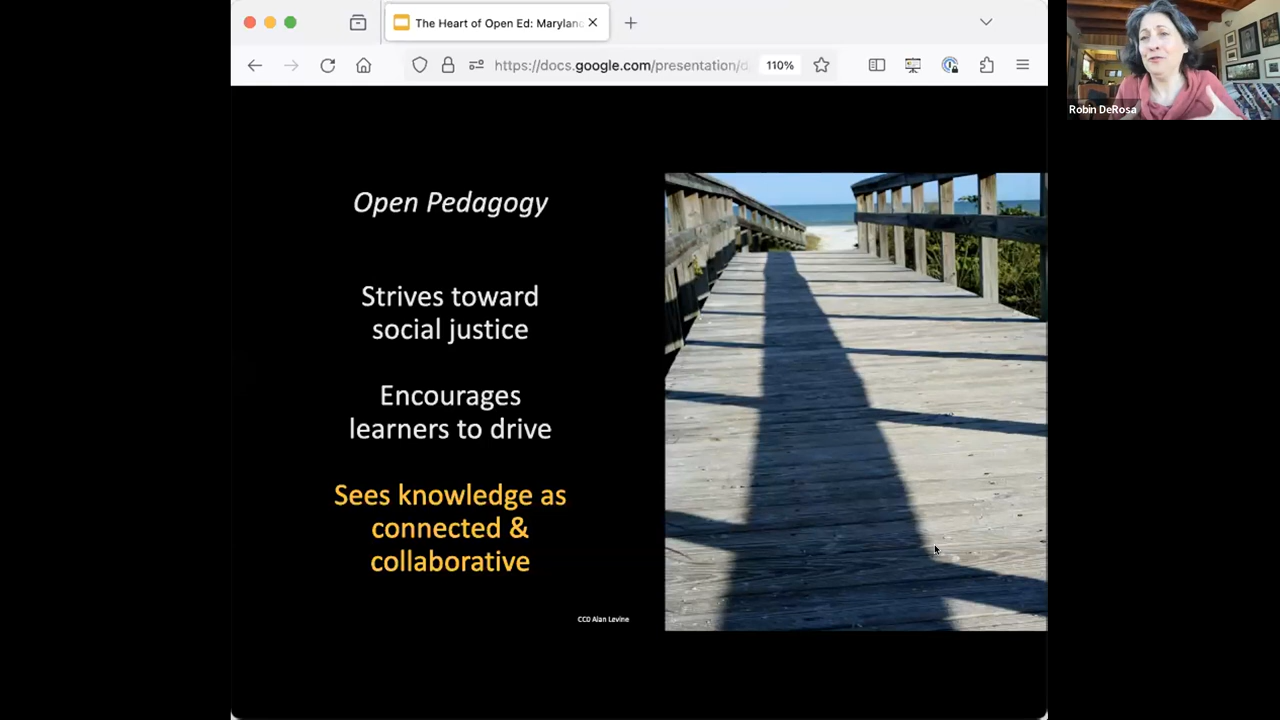 The Heart of Open Ed: Marylanc
https://docs.google.com/presentation/d.
110%
Robin DeRosa
Open Pedagogy
Strives toward
social justice
Encourages
learners to drive
Sees knowledge as
connected &
collaborative
CC0 Alan Levine